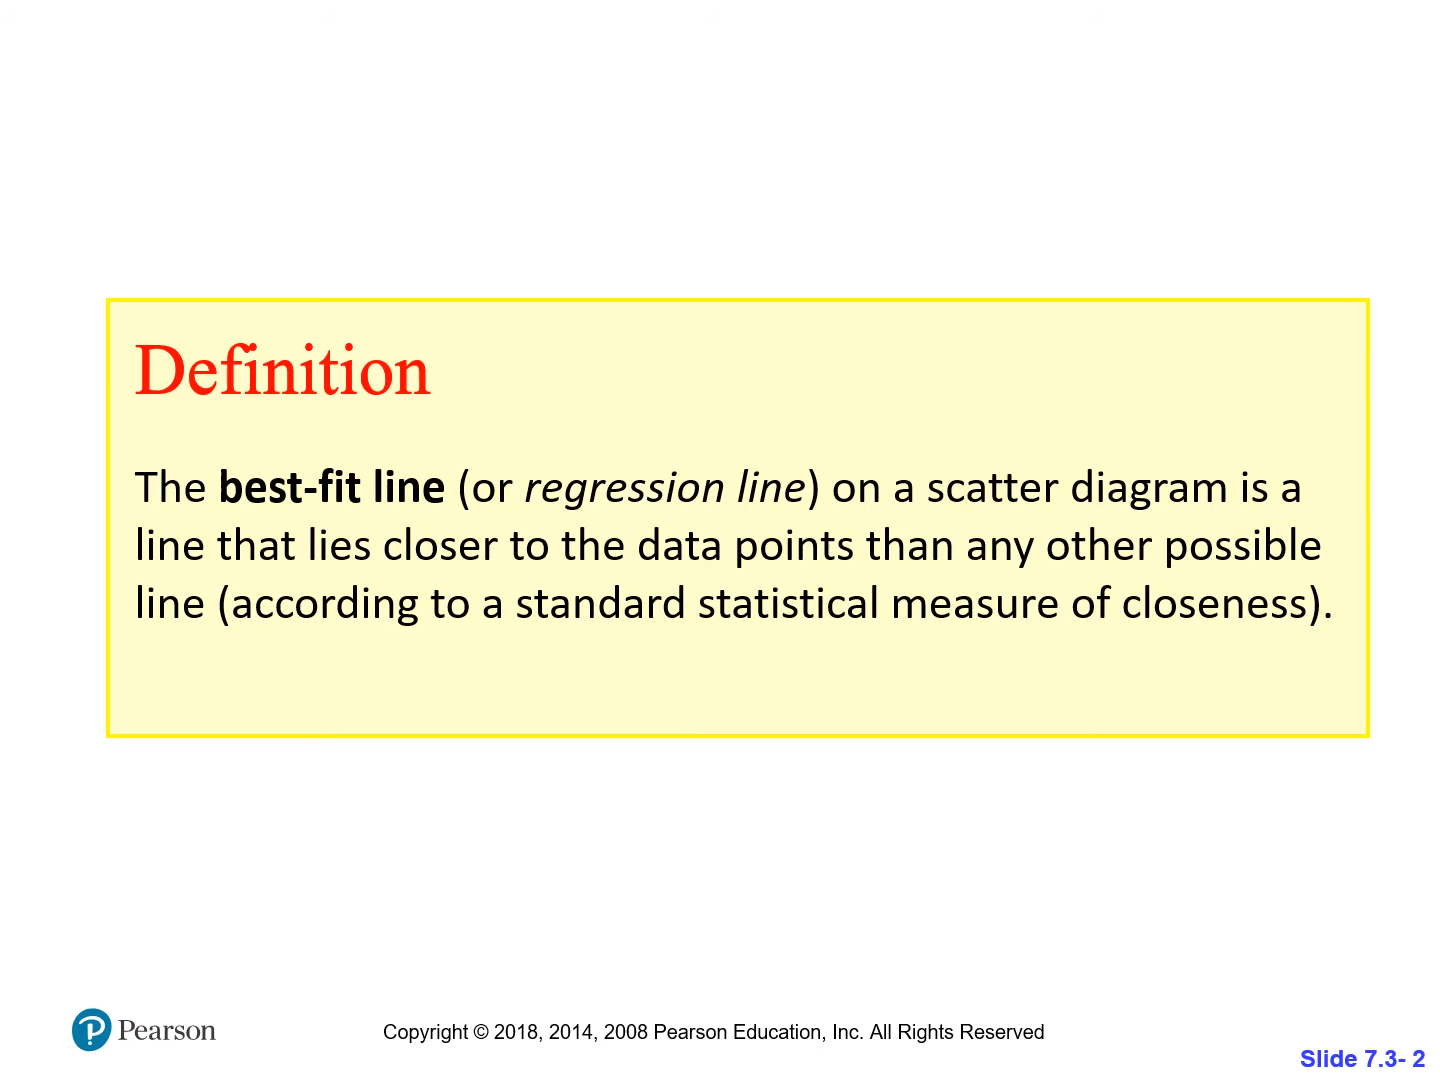 Definition
The best-fit line (or regression line) on a scatter diagram is a
line that lies closer to the data points than any other possible
line (according to a standard statistical measure of closeness).
Pearson
Copyright © 2018, 2014, 2008 Pearson Education, Inc. All Rights Reserved
Slide 7.3- 2